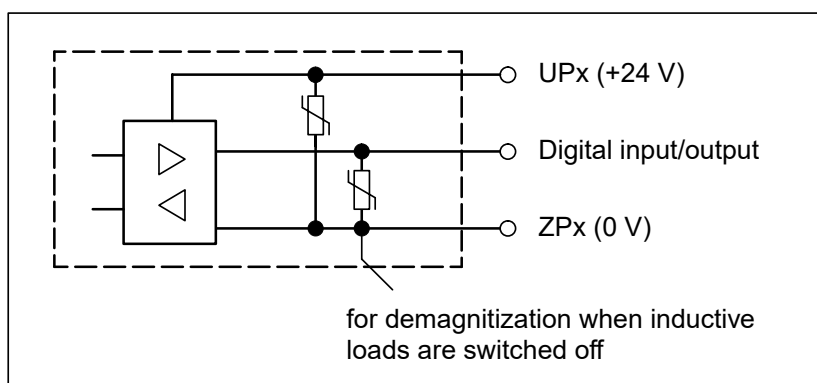 UPx (+24 V)
Digital input/output
ZPx (0 V)
for demagnitization when inductive
loads are switched off